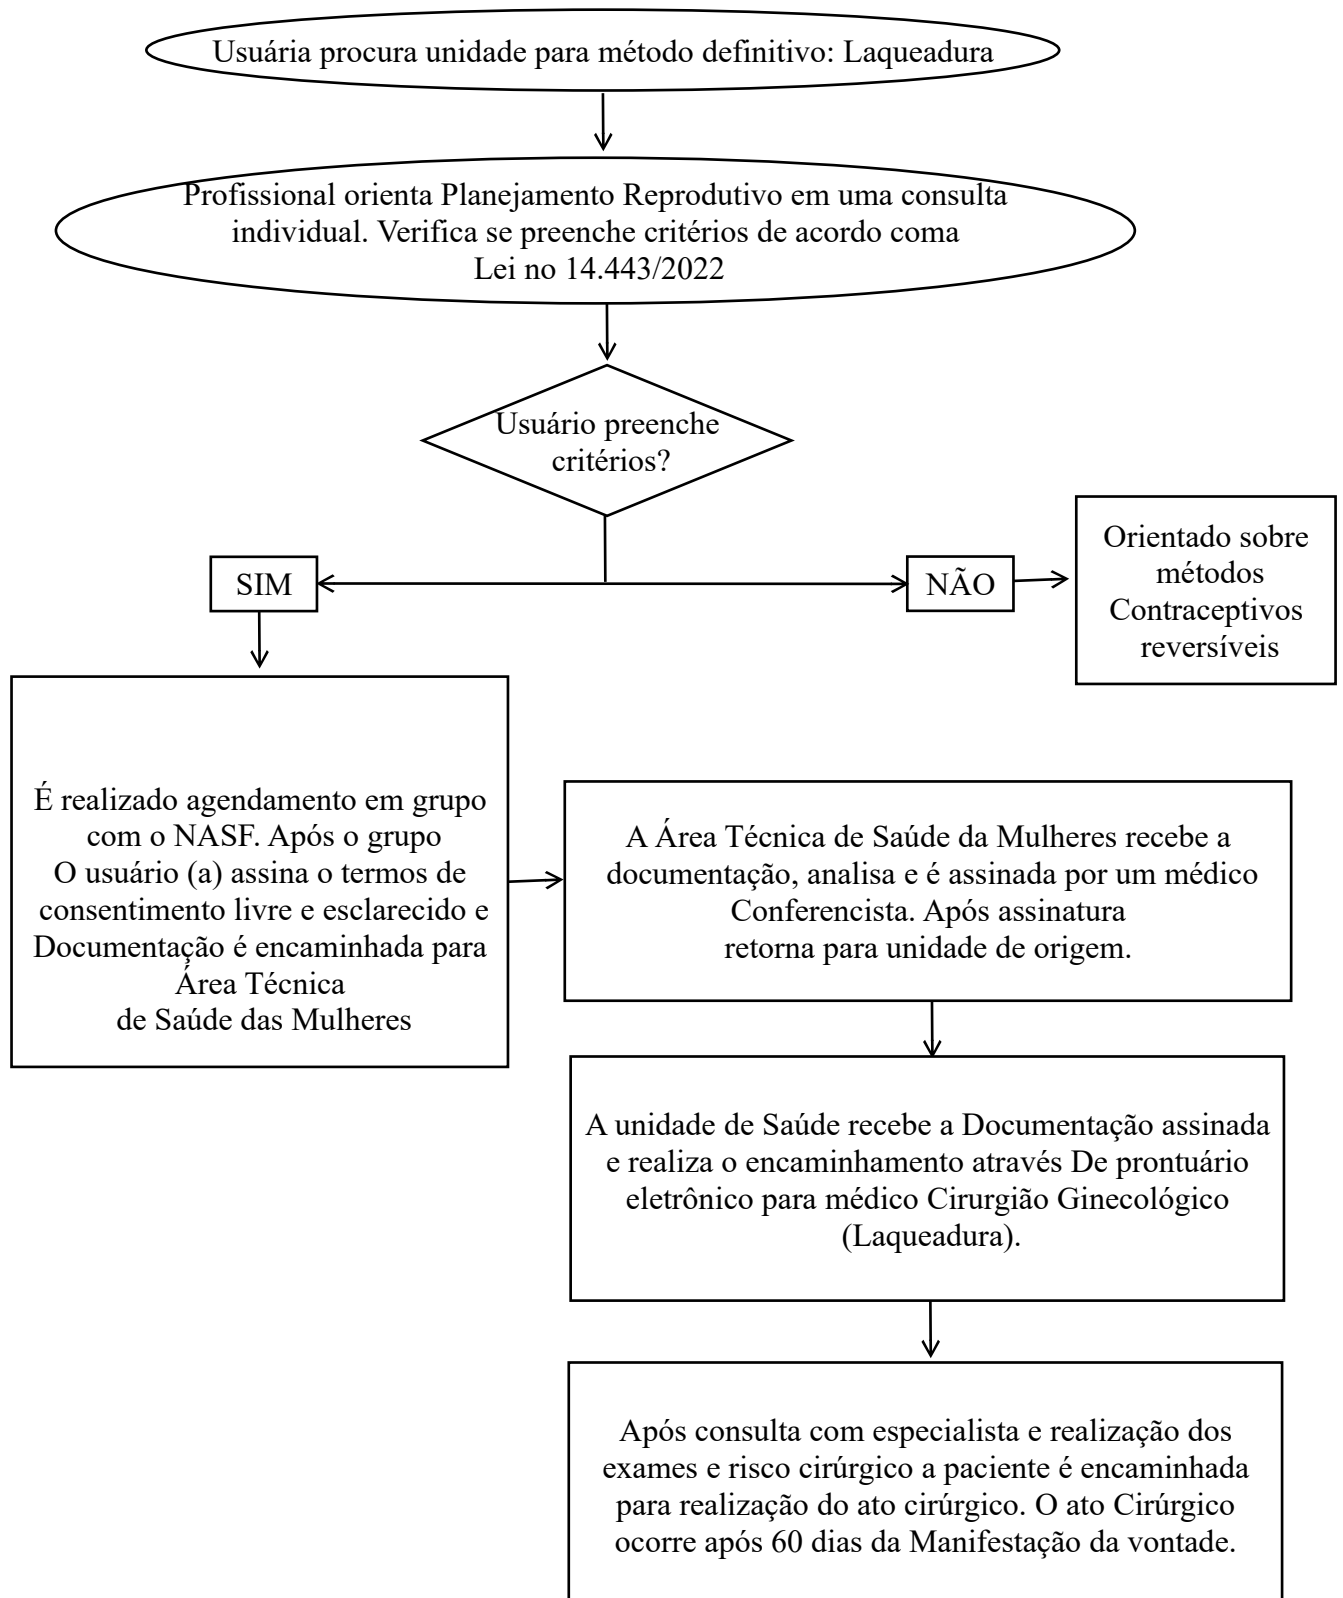 Usuária procura unidade para método definitivo: Laqueadura
Profissional orienta Planejamento Reprodutivo em uma consulta
individual. Verifica se preenche critérios de acordo coma
Lei no 14.443/2022
Usuário preenche
critérios?
SIM
NÃO
Orientado sobre
métodos
Contraceptivos
reversíveis
É realizado agendamento em grupo
com o NASF. Após o grupo
O usuário (a) assina o termos de
consentimento livre e esclarecido e
Documentação é encaminhada para
Área Técnica
de Saúde das Mulheres
A Área Técnica de Saúde da Mulheres recebe a
documentação, analisa e é assinada por um médico
Conferencista. Após assinatura
retorna para unidade de origem.
A unidade de Saúde recebe a Documentação assinada
e realiza o encaminhamento através De prontuário
eletrônico para médico Cirurgião Ginecológico
(Laqueadura).
Após consulta com especialista e realização dos
exames e risco cirúrgico a paciente é encaminhada
para realização do ato cirúrgico. O ato Cirúrgico
ocorre após 60 dias da Manifestação da vontade.